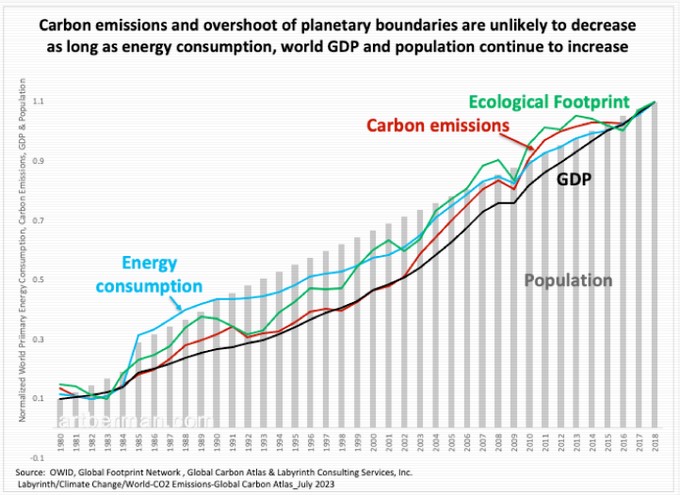 Carbon emissions and overshoot of planetary boundaries are unlikely to decrease
as long as energy consumption, world GDP and population continue to increase
Normalized World Primary Energy Consumption, Carbon Emissions, GDP & Population
1.1
0.9
0.7
0.5
0.3
0.1
-0.1
Ecological Footprint
Carbon emissions
GDP
Energy
consumption
Population
artberman.com
1980 1981 1982 1983 1984 1985 1986 1987 1988 1989 1990 1991 1992 1993 1994 1995 1996 1997 1998 1999 2000 2001 2002 2003 2004 2005 2006 2007 2008 2009 2010 2011 2012 2013 2014 2015 2016 2017 2018
Source: OWID, Global Footprint Network , Global Carbon Atlas & Labyrinth Consulting Services, Inc.
Labyrinth/Climate Change/World-CO2 Emissions-Global Carbon Atlas_July 2023